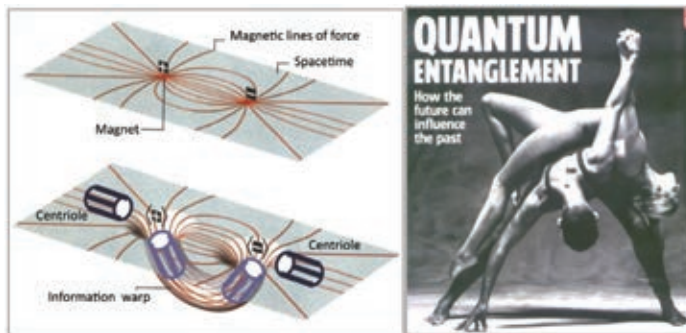 Magnetic lines of force
Spacetime
Magnet
Centriole
Centriole
Information warp
QUANTUM
ENTANGLEMENT
How the
future can
influence
the past